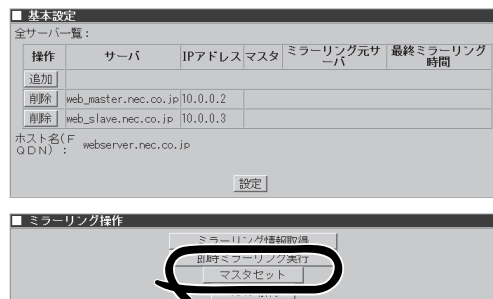 ■ 基本設定
全サーバ一覧：
操作 サーバ IPアドレス マスタ ミラーリング元サーバ 最終ミラーリング時間
追加
削除 web_master.nec.co.jp 10.0.0.2
削除 web_slave.nec.co.jp 10.0.0.3
ホスト名(F
QDN)： webserver.nec.co.jp
設定
■ ミラーリング操作
ミラーリング情報取得
即時ミラーリング実行
マスタセット